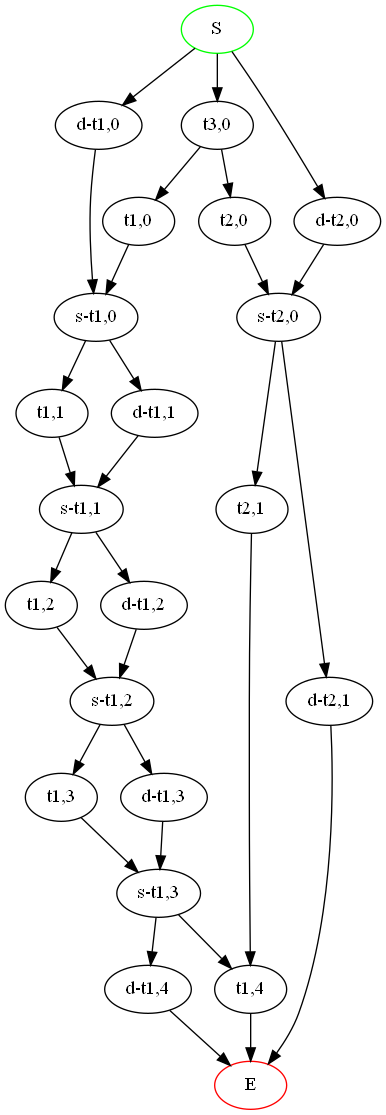 S
d-t1,0
t3,0
t1,0
t2,0
d-t2,0
s-t1,0
s-t2,0
t1,1
d-t1,1
s-t1,1
t2,1
t1,2
d-t1,2
s-t1,2
d-t2,1
t1,3
d-t1,3
s-t1,3
d-t1,4
t1,4
E